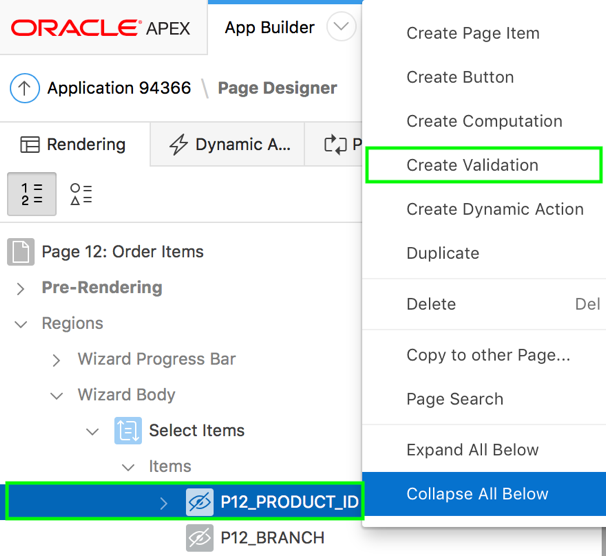 ORACLE® APEX
App Builder
Application 94366 \ Page Designer
Rendering
Dynamic A...
P
1 =
2 =
Page 12: Order Items
Pre-Rendering
Regions
Wizard Progress Bar
Wizard Body
Select Items
Items
P12_PRODUCT_ID
P12_BRANCH
Create Page Item
Create Button
Create Computation
Create Validation
Create Dynamic Action
Duplicate
Delete Del
Copy to other Page...
Page Search
Expand All Below
Collapse All Below